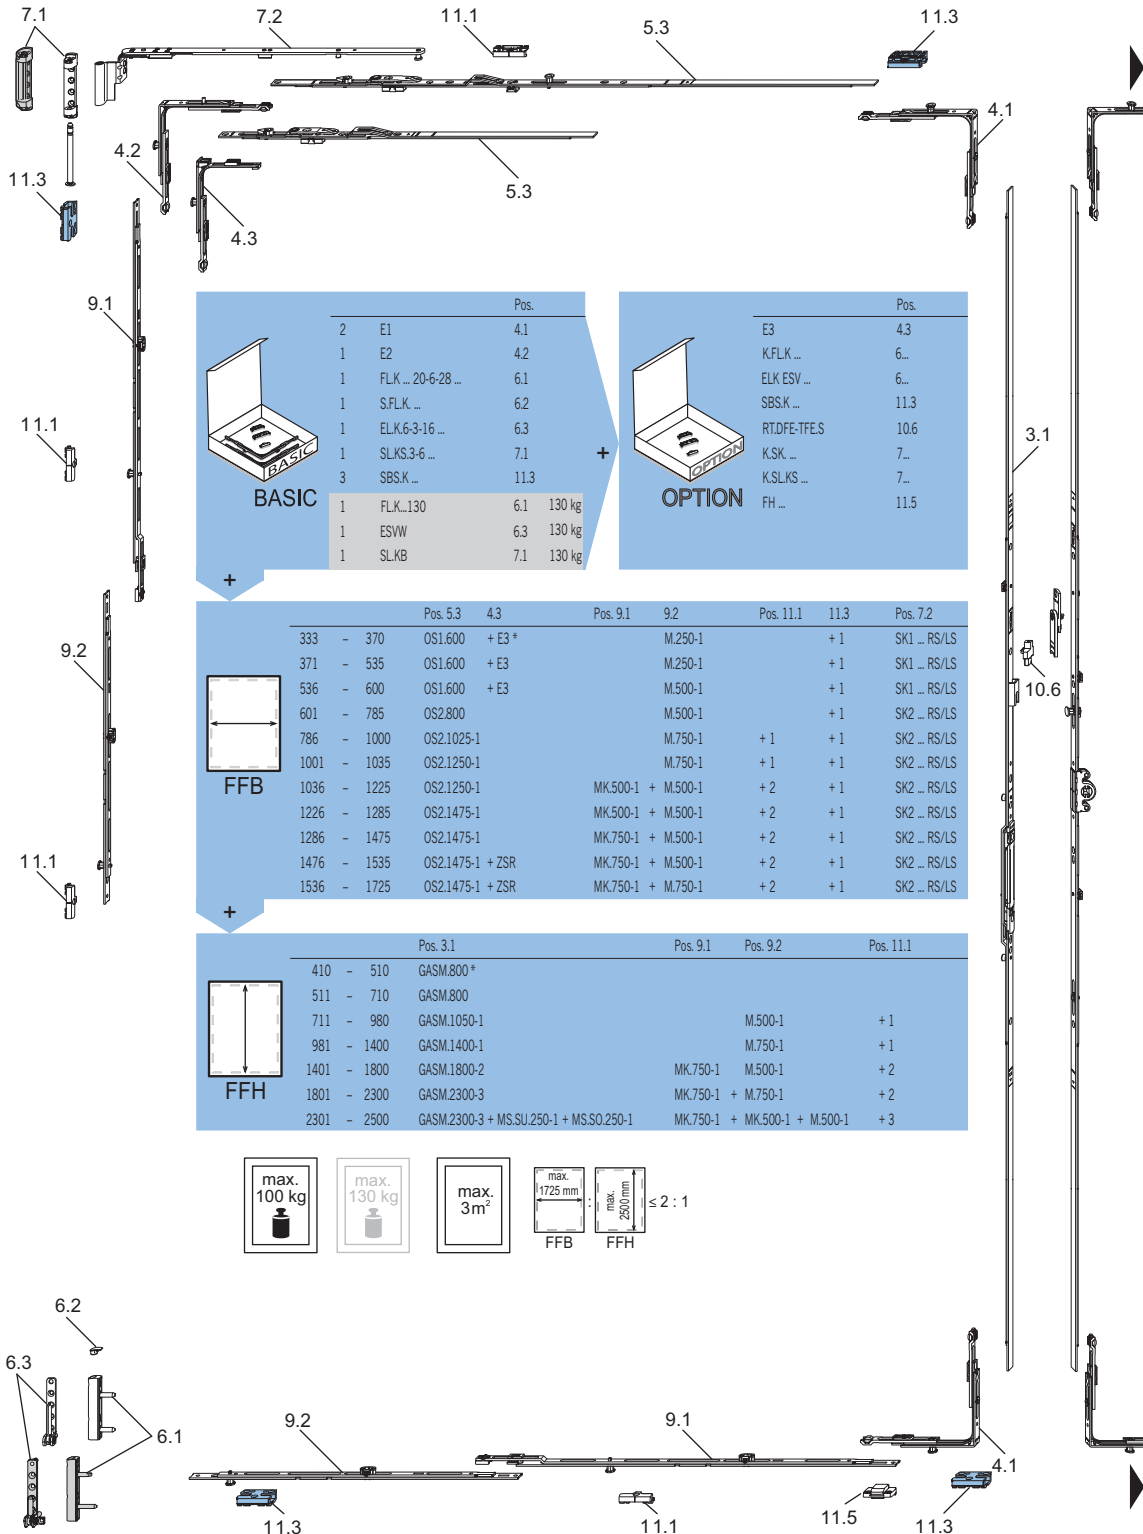 7.1
7.2
11.1
5.3
11.3
4.1
4.2
11.3
4.3
5.3
9.1
3.1
Pos.
2 E1 4.1
1 E2 4.2
1 FL.K ... 20-6-28 ... 6.1
1 S.FL.K. ... 6.2
1 EL.K.6-3-16 ... 6.3
1 SL.KS.3-6 ... 7.1
3 SBS.K ... 11.3
1 FL.K...130 6.1 130 kg
1 ESVW 6.3 130 kg
1 SL.KB 7.1 130 kg
BASIC
BASIC
+
Pos.
E3 4.3
K.FL.K ... 6...
ELK ESV ... 6...
SBS.K ... 11.3
RT.DFE-TFE.S 10.6
K.SK. ... 7...
K.SL.KS ... 7...
FH ... 11.5
OPTION
OPTION
11.1
9.2
10.6
+
Pos. 5.3 4.3 Pos. 9.1 9.2 Pos. 11.1 11.3 Pos. 7.2
333 – 370 OS1.600 + E3 * M.250-1 + 1 SK1 ... RS/LS
371 – 535 OS1.600 + E3 M.250-1 + 1 SK1 ... RS/LS
536 – 600 OS1.600 + E3 M.500-1 + 1 SK1 ... RS/LS
601 – 785 OS2.800 M.500-1 + 1 SK2 ... RS/LS
786 – 1000 OS2.1025-1 M.750-1 + 1 + 1 SK2 ... RS/LS
1001 – 1035 OS2.1250-1 M.750-1 + 1 + 1 SK2 ... RS/LS
1036 – 1225 OS2.1250-1 MK.500-1 + M.500-1 + 2 + 1 SK2 ... RS/LS
1226 – 1285 OS2.1475-1 MK.500-1 + M.500-1 + 2 + 1 SK2 ... RS/LS
1286 – 1475 OS2.1475-1 MK.750-1 + M.500-1 + 2 + 1 SK2 ... RS/LS
1476 – 1535 OS2.1475-1 + ZSR MK.750-1 + M.500-1 + 2 + 1 SK2 ... RS/LS
1536 – 1725 OS2.1475-1 + ZSR MK.750-1 + M.750-1 + 2 + 1 SK2 ... RS/LS
FFB
11.1
+
Pos. 3.1 Pos. 9.1 Pos. 9.2 Pos. 11.1
410 – 510 GASM.800 *
511 – 710 GASM.800
711 – 980 GASM.1050-1 M.500-1 + 1
981 – 1400 GASM.1400-1 M.750-1 + 1
1401 – 1800 GASM.1800-2 MK.750-1 M.500-1 + 2
1801 – 2300 GASM.2300-3 MK.750-1 + M.750-1 + 2
2301 – 2500 GASM.2300-3 + MS.SU.250-1 + MS.SO.250-1 MK.750-1 + MK.500-1 + M.500-1 + 3
FFH
max.
100 kg
max.
130 kg
max.
3m²
max.
1725 mm
FFB
:
max.
2500 mm
FFH
≤ 2 : 1
6.2
6.3
6.1
9.2
9.1
4.1
11.3
11.1
11.5
11.3